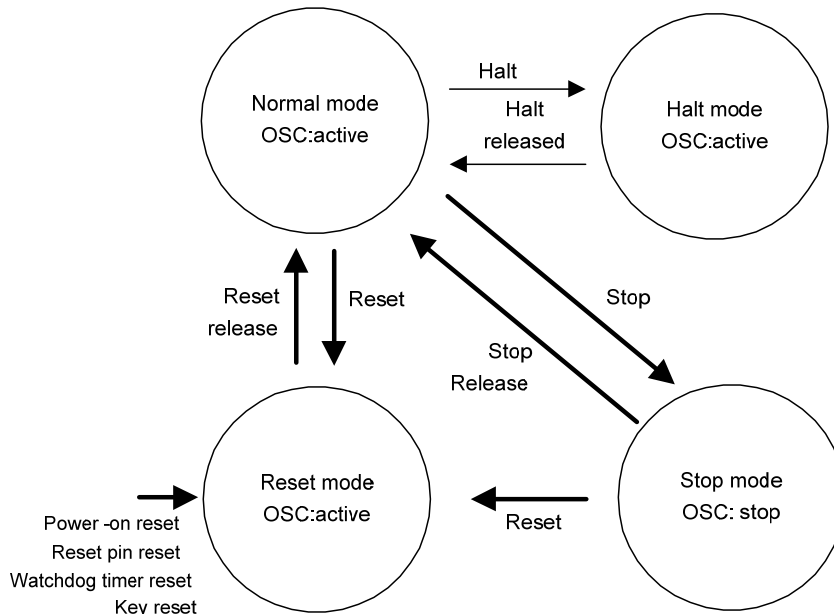 Normal mode
OSC:active
Halt
Halt
released
Halt mode
OSC:active
Reset
release
Reset
Stop
Stop
Release
Reset mode
OSC:active
Stop mode
OSC: stop
Reset
Power -on reset
Reset pin reset
Watchdog timer reset
Key reset